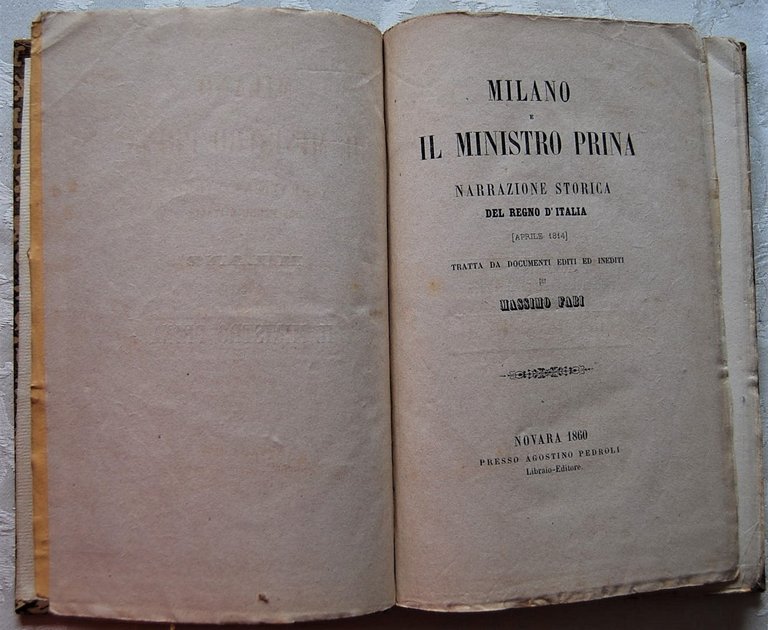 MILANO
E
IL MINISTRO PRINA
NARRAZIONE STORICA
DEL REGNO D'ITALIA
[APRILE 1814]
TRATTA DA DOCUMENTI EDITI ED INEDITI
DI
MASSIMO FABI
NOVARA 1860
PRESSO AGOSTINO PEDROLI
Libraio-Editore